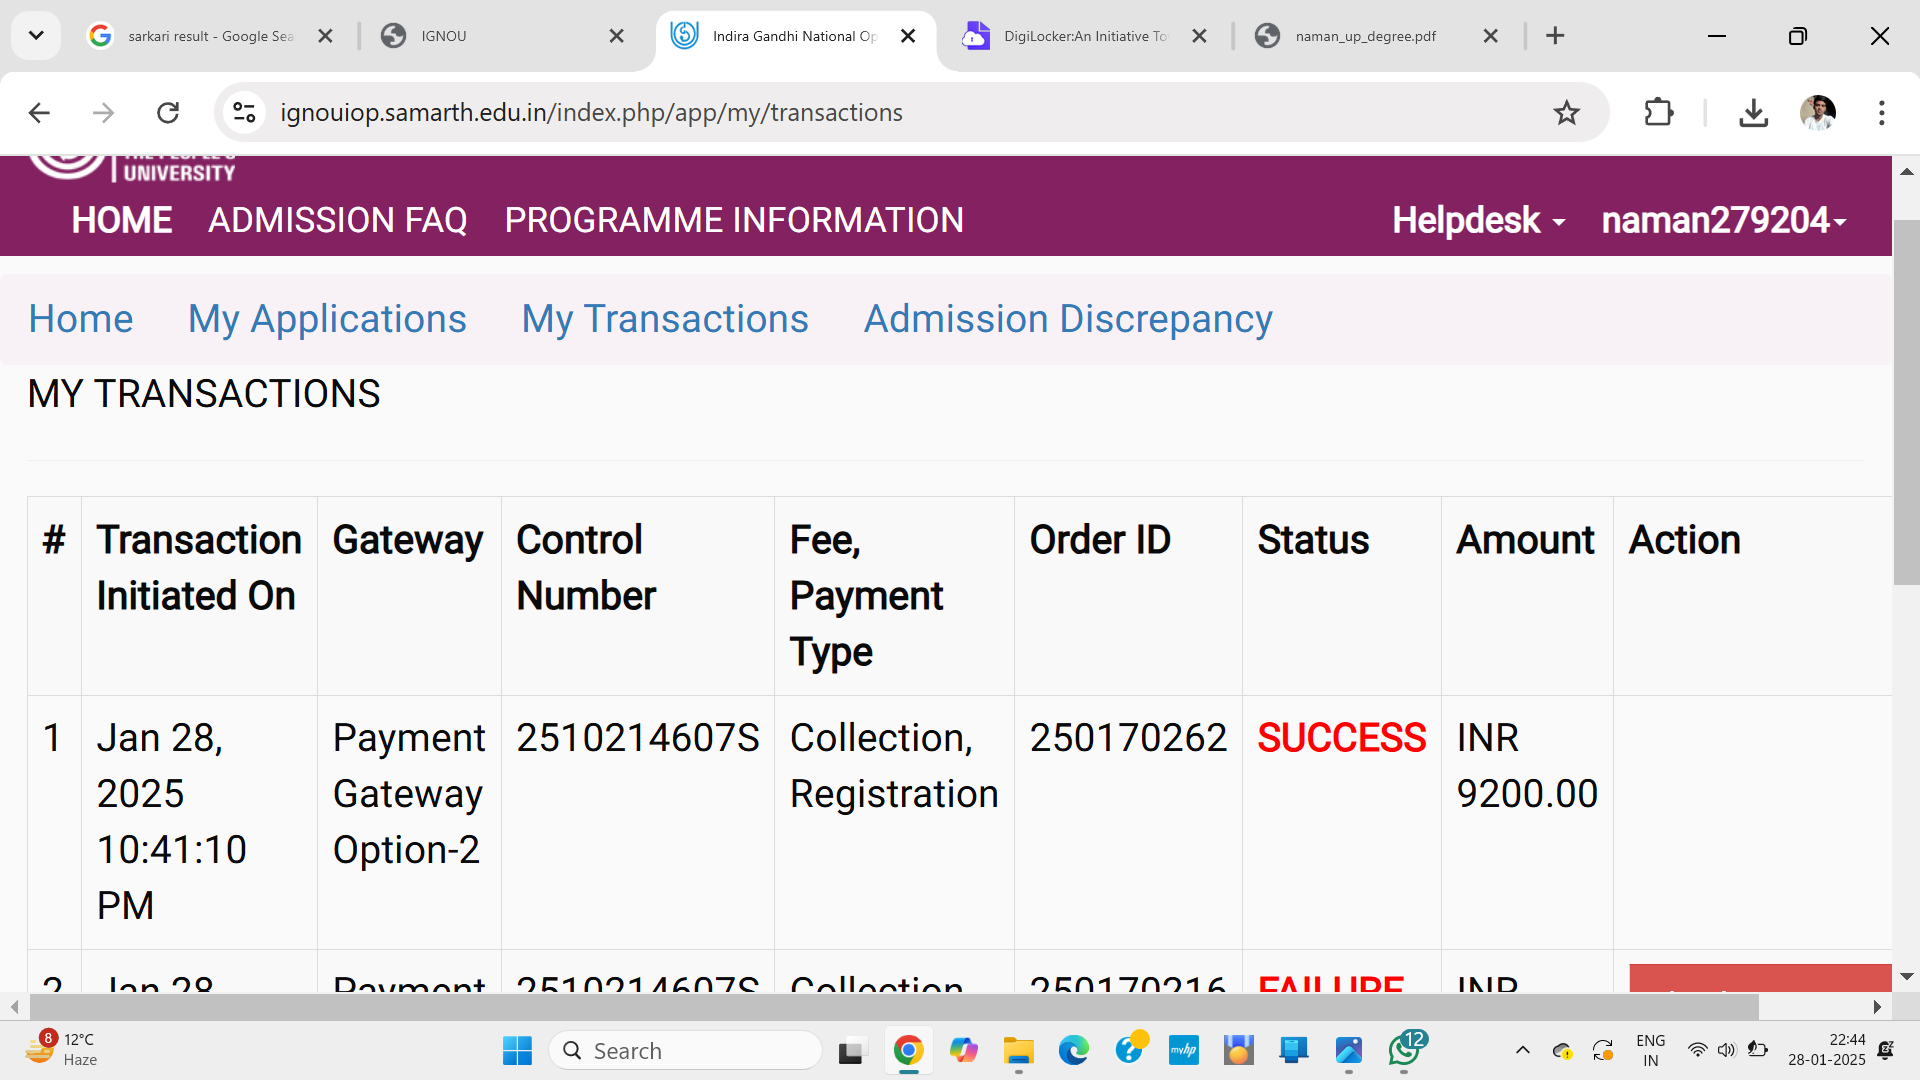 sarkari result - Google Sea
IGNOU
Indira Gandhi National Op
DigiLocker:An Initiative To
naman_up_degree.pdf
ignouiop.samarth.edu.in/index.php/app/my/transactions
THE PEOPLE'S
UNIVERSITY
HOME ADMISSION FAQ PROGRAMME INFORMATION Helpdesk naman279204
Home My Applications My Transactions Admission Discrepancy
MY TRANSACTIONS
# Transaction Gateway Control Fee, Order ID Status Amount Action
Initiated On Number Payment
Type
1 Jan 28, Payment 2510214607S Collection, 250170262 SUCCESS INR
2025 Gateway Registration 9200.00
10:41:10 Option-2
PM
2 Jan 28, Payment 2510214607S Collection, 250170216 FAILURE INR
8 12°C
Haze
Search
myhp
12
ENG
IN
22:44
28-01-2025